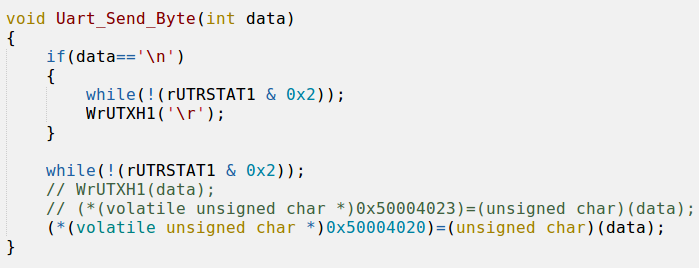 void Uart_Send_Byte(int data)
{
    if(data=='\n')
    {
        while(!(rUTRSTAT1 & 0x2));
        WrUTXH1('\r');
    }

    while(!(rUTRSTAT1 & 0x2));
    // WrUTXH1(data);
    // (*(volatile unsigned char *)0x50004023)=(unsigned char)(data);
    (*(volatile unsigned char *)0x50004020)=(unsigned char)(data);
}